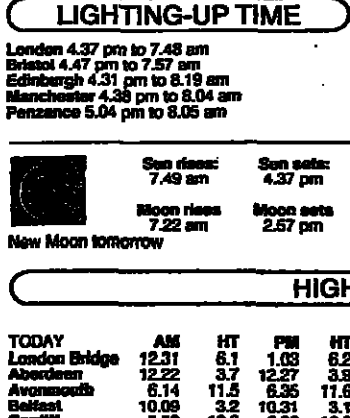 LIGHTING-UP TIME
London 4.37 pm to 7.48 am
Bristol 4.47 pm to 7.57 am
Edinburgh 4.31 pm to 8.19 am
Manchester 4.38 pm to 8.04 am
Penzance 5.04 pm to 8.05 am
Sun rises: Sun sets:
7.49 am 4.37 pm
Moon rises Moon sets
7.22 am 2.57 pm
New Moon tomorrow
HIGH
TODAY AM HT PM HT
London Bridge 12.31 6.1 1.03 6.2
Aberdeen 12.22 3.7 12.27 3.9
Avonmouth 6.14 11.5 6.35 11.6
Belfast 10.09 3.2 10.31 3.1